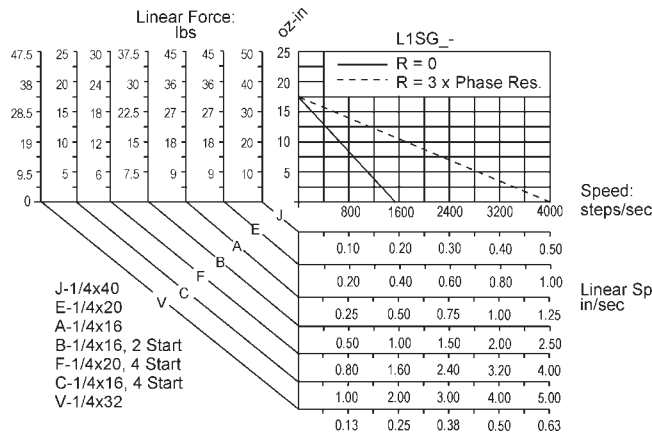 Linear Force:
lbs
oz-in
L1SG_-
R = 0
R = 3 x Phase Res.
47.5 25 30 37.5 45 45 50 25
38 20 24 30 36 36 40 20
28.5 15 18 22.5 27 27 30 15
19 10 12 15 18 18 20 10
9.5 5 6 7.5 9 9 10 5
0
800 1600 2400 3200 4000
Speed:
steps/sec
J
E
A
B
F
C
V
0.10 0.20 0.30 0.40 0.50
0.20 0.40 0.60 0.80 1.00
0.25 0.50 0.75 1.00 1.25
0.50 1.00 1.50 2.00 2.50
0.80 1.60 2.40 3.20 4.00
1.00 2.00 3.00 4.00 5.00
0.13 0.25 0.38 0.50 0.63
Linear Sp
in/sec
J-1/4x40
E-1/4x20
A-1/4x16
B-1/4x16, 2 Start
F-1/4x20, 4 Start
C-1/4x16, 4 Start
V-1/4x32